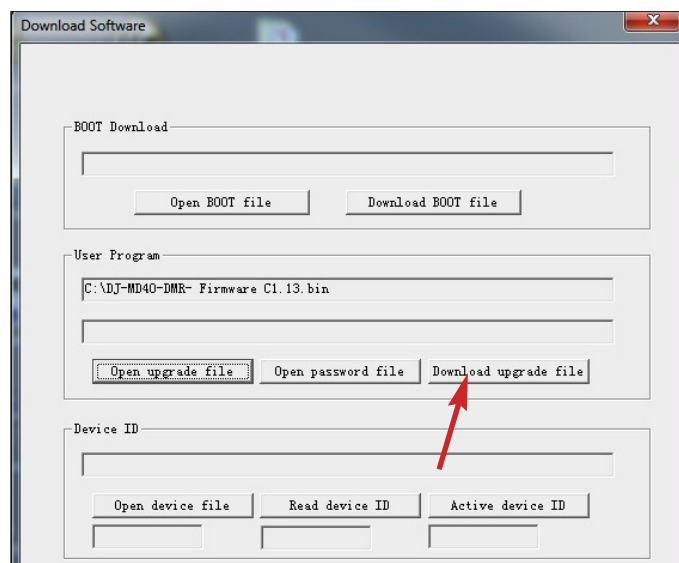 Download Software
BOOT Download
Open BOOT file
Download BOOT file
User Program
C:\DJ-MD40-DMR- Firmware C1.13.bin
Open upgrade file
Open password file
Download upgrade file
Device ID
Open device file
Read device ID
Active device ID